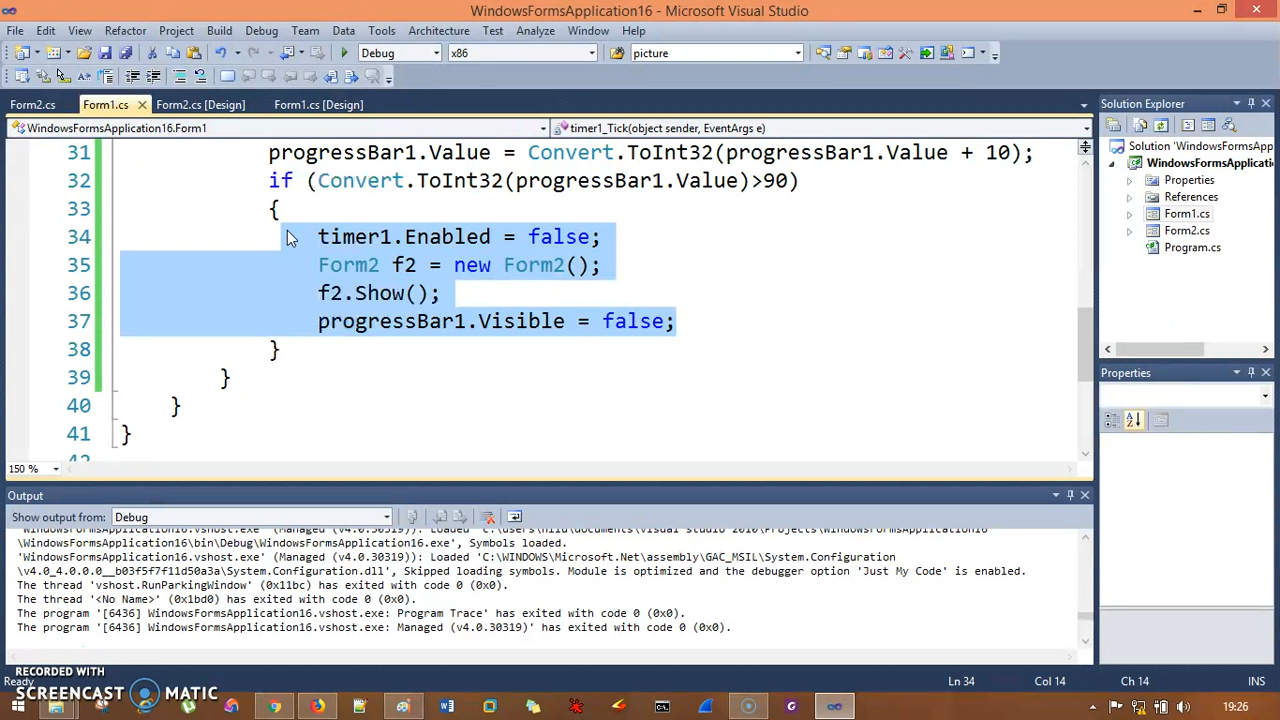 WindowsFormsApplication16 - Microsoft Visual Studio
File Edit View Refactor Project Build Debug Team Data Tools Architecture Test Analyze Window Help
Debug x86 picture
Form2.cs Form1.cs Form2.cs [Design] Form1.cs [Design]
WindowsFormsApplication16.Form1 timer1_Tick(object sender, EventArgs e)
31 progressBar1.Value = Convert.ToInt32(progressBar1.Value + 10);
32 if (Convert.ToInt32(progressBar1.Value)>90)
33 {
34 timer1.Enabled = false;
35 Form2 f2 = new Form2();
36 f2.Show();
37 progressBar1.Visible = false;
38 }
39 }
40 }
41 }
42
150 %
Solution Explorer
Solution 'WindowsFormsApp
WindowsFormsApplicati
Properties
References
Form1.cs
Form2.cs
Program.cs
Properties
Output
Show output from: Debug
\WindowsFormsApplication16\bin\Debug\WindowsFormsApplication16.exe', Symbols loaded.
'WindowsFormsApplication16.vshost.exe' (Managed (v4.0.30319)): Loaded 'C:\WINDOWS\Microsoft.Net\assembly\GAC_MSIL\System.Configuration
\v4.0_4.0.0.0__b03f5f7f11d50a3a\System.Configuration.dll', Skipped loading symbols. Module is optimized and the debugger option 'Just My Code' is enabled.
The thread 'vshost.RunParkingWindow' (0x11bc) has exited with code 0 (0x0).
The thread '<No Name>' (0x1bd0) has exited with code 0 (0x0).
The program '[6436] WindowsFormsApplication16.vshost.exe: Program Trace' has exited with code 0 (0x0).
The program '[6436] WindowsFormsApplication16.vshost.exe: Managed (v4.0.30319)' has exited with code 0 (0x0).
RECORDED WITH
SCREENCAST MATIC
Ready Ln 34 Col 14 Ch 14 INS
19:26